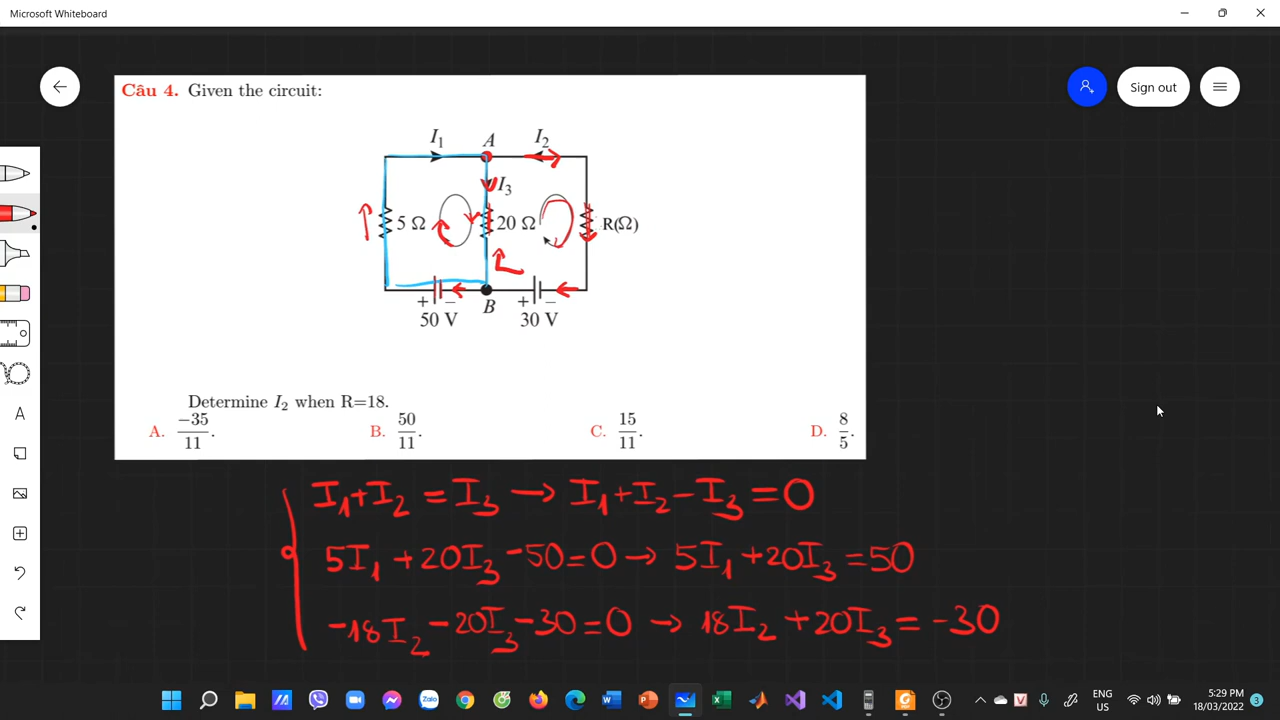 Microsoft Whiteboard
Sign out
Câu 4. Given the circuit:
I₁ A I₂
I₃
5 Ω 20 Ω R(Ω)
+ − B + −
50 V 30 V
Determine I₂ when R=18.
A. −35/11. B. 50/11. C. 15/11. D. 8/5.
I₁+I₂ = I₃ → I₁+I₂−I₃=0
5I₁ + 20I₃ −50=0 → 5I₁ +20I₃ =50
−18I₂ −20I₃ −30=0 → 18I₂ +20I₃ = −30
A
Zalo
ENG
US
V
5:29 PM
18/03/2022
3